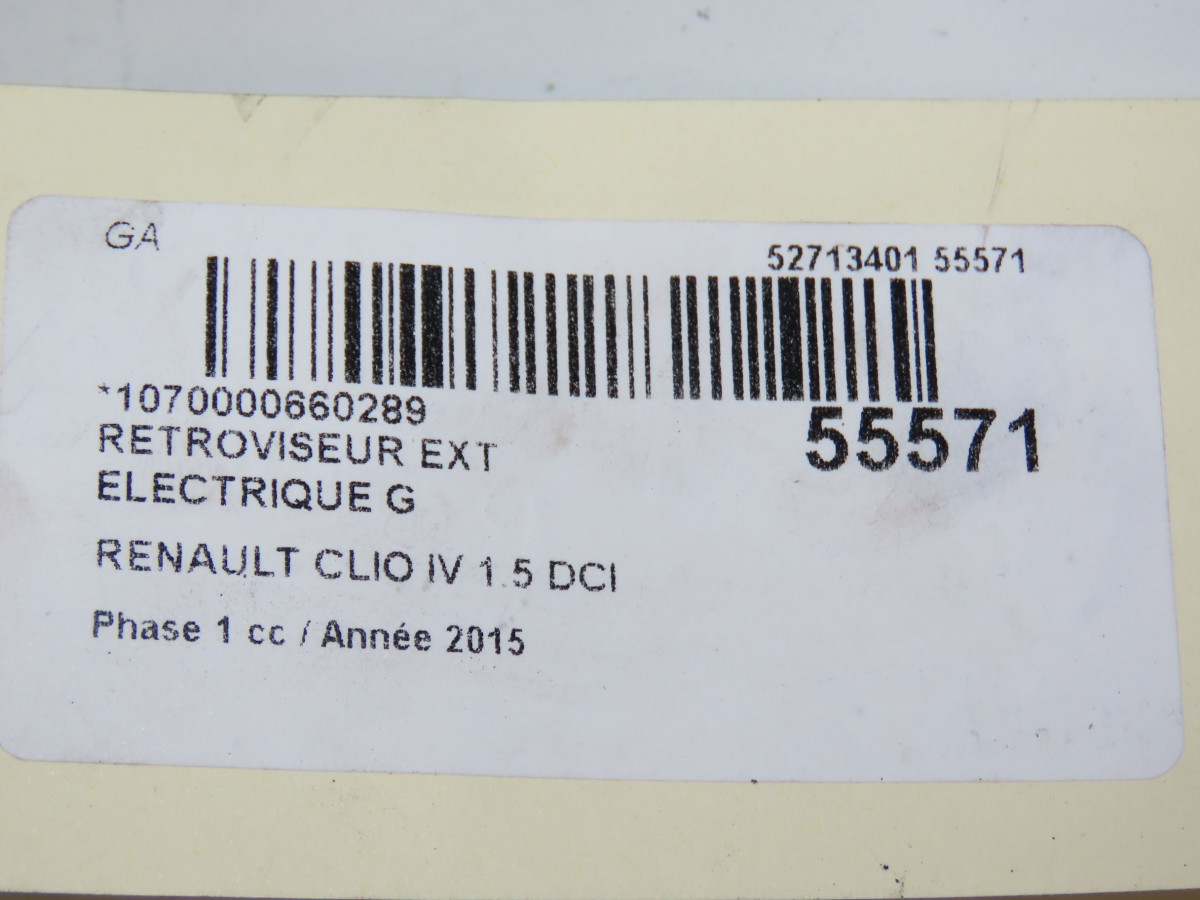 GA
52713401 55571
*1070000660289
55571
RETROVISEUR EXT
ELECTRIQUE G
RENAULT CLIO IV 1.5 DCI
Phase 1 cc / Année 2015